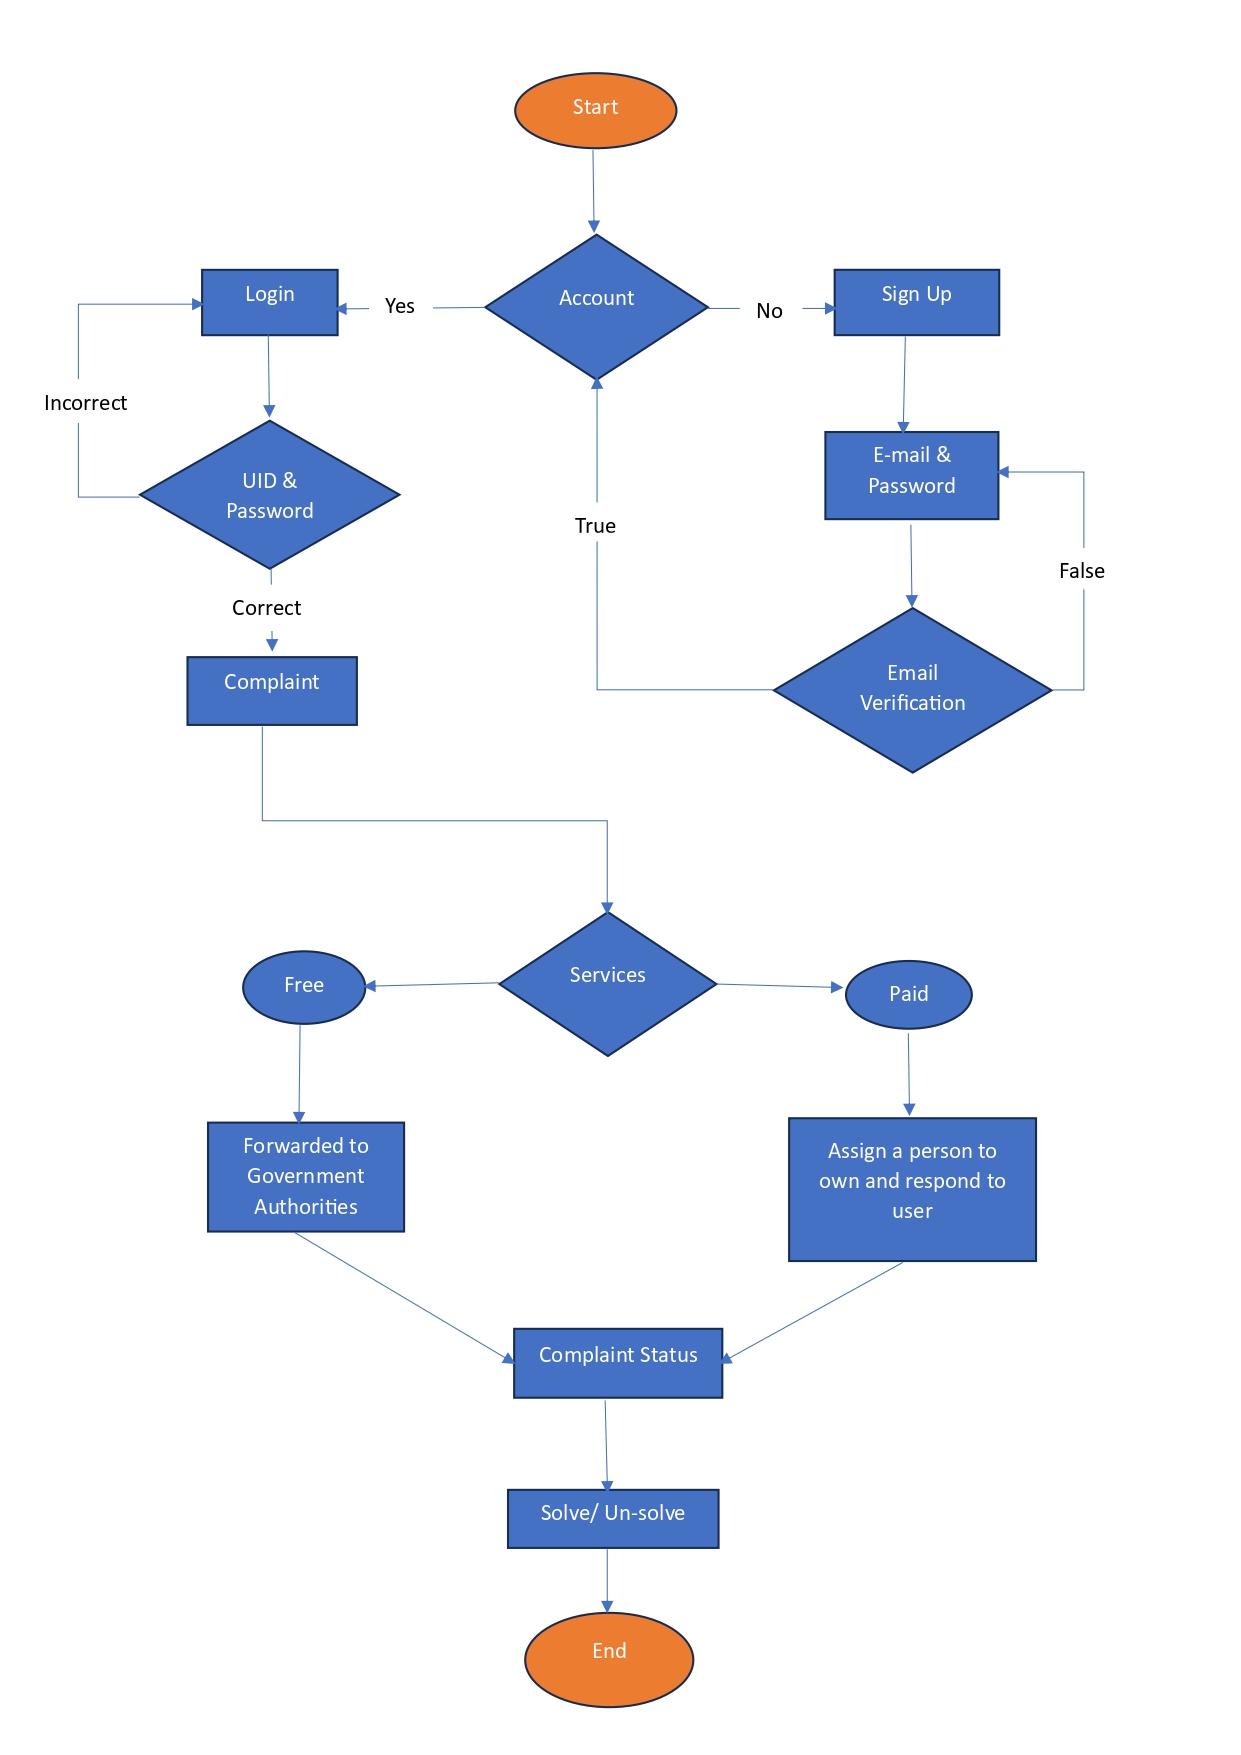 Start
Account
Yes
No
Login
Sign Up
Incorrect
UID &
Password
E-mail &
Password
True
False
Correct
Email
Verification
Complaint
Services
Free
Paid
Forwarded to
Government
Authorities
Assign a person to
own and respond to
user
Complaint Status
Solve/ Un-solve
End